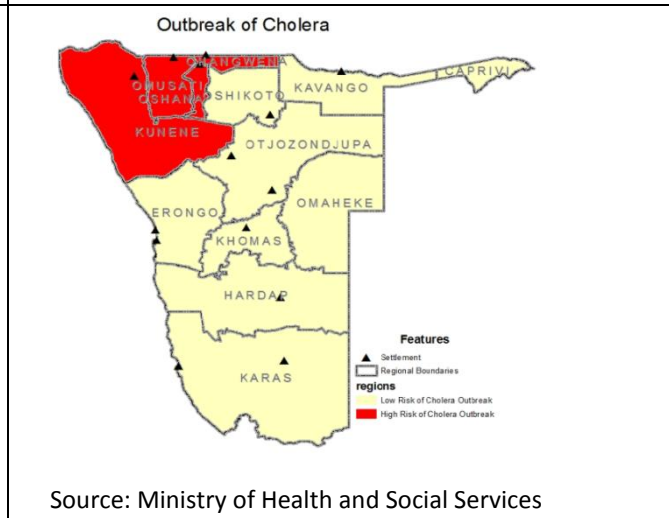 Outbreak of Cholera
OHANGWENA
CAPRIVI
OMUSATI
OSHANA
OSHIKOTO
KAVANGO
KUNENE
OTJOZONDJUPA
OMAHEKE
ERONGO
KHOMAS
HARDAP
KARAS
Features
Settlement
Regional Boundaries
regions
Low Risk of Cholera Outbreak
High Risk of Cholera Outbreak
Source: Ministry of Health and Social Services